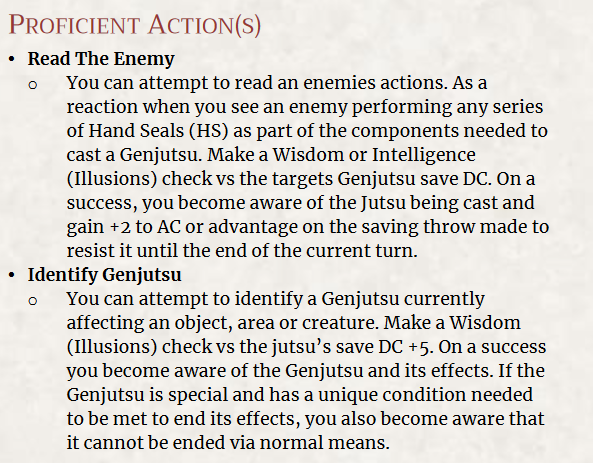 PROFICIENT ACTION(S)
• Read The Enemy
o You can attempt to read an enemies actions. As a
reaction when you see an enemy performing any series
of Hand Seals (HS) as part of the components needed to
cast a Genjutsu. Make a Wisdom or Intelligence
(Illusions) check vs the targets Genjutsu save DC. On a
success, you become aware of the Jutsu being cast and
gain +2 to AC or advantage on the saving throw made to
resist it until the end of the current turn.
• Identify Genjutsu
o You can attempt to identify a Genjutsu currently
affecting an object, area or creature. Make a Wisdom
(Illusions) check vs the jutsu’s save DC +5. On a success
you become aware of the Genjutsu and its effects. If the
Genjutsu is special and has a unique condition needed
to be met to end its effects, you also become aware that
it cannot be ended via normal means.